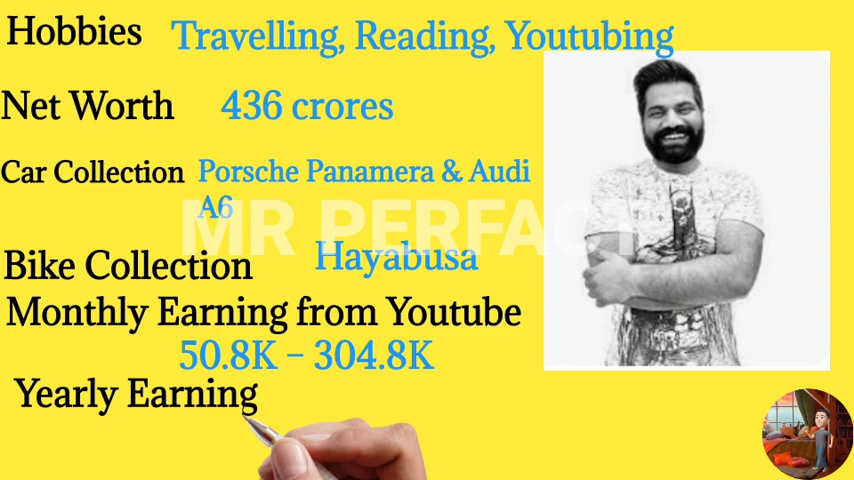 Hobbies Travelling, Reading, Youtubing
Net Worth 436 crores
Car Collection Porsche Panamera & Audi
A6
MR PERFACT
Bike Collection Hayabusa
Monthly Earning from Youtube
50.8K - 304.8K
Yearly Earning